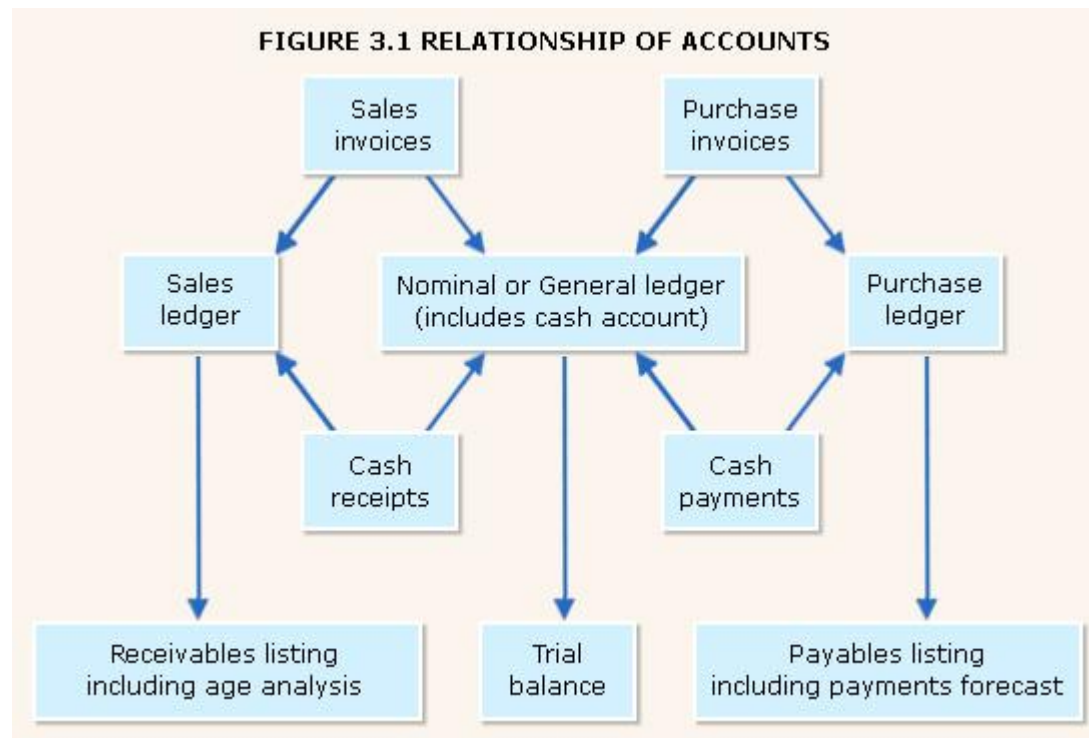 FIGURE 3.1 RELATIONSHIP OF ACCOUNTS
Sales
invoices
Purchase
invoices
Sales
ledger
Nominal or General ledger
(includes cash account)
Purchase
ledger
Cash
receipts
Cash
payments
Receivables listing
including age analysis
Trial
balance
Payables listing
including payments forecast